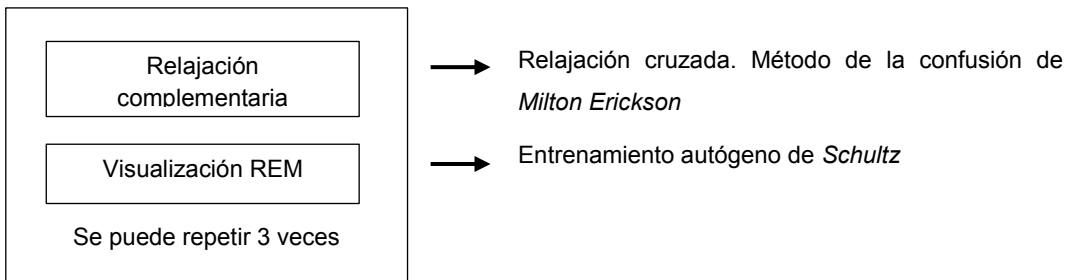 Relajación
complementaria
Relajación cruzada. Método de la confusión de
Milton Erickson
Visualización REM
Entrenamiento autógeno de Schultz
Se puede repetir 3 veces